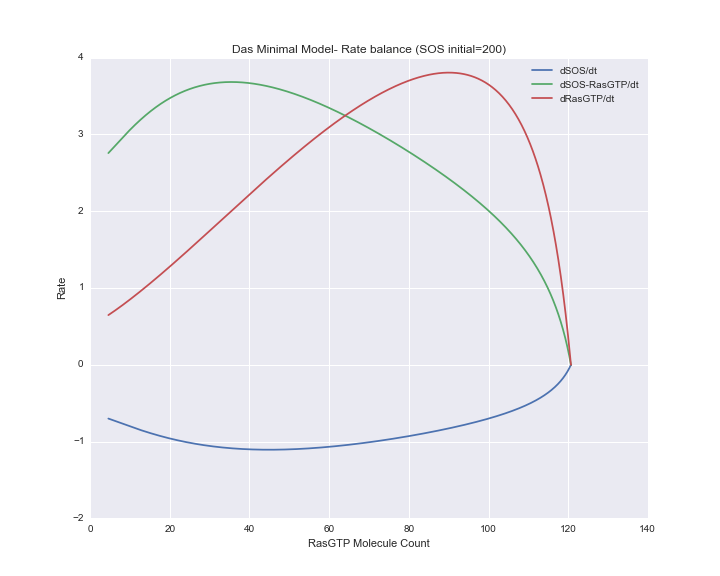 Das Minimal Model- Rate balance (SOS initial=200)
dSOS/dt
dSOS-RasGTP/dt
dRasGTP/dt
4
3
2
1
0
−1
−2
Rate
0 20 40 60 80 100 120 140
RasGTP Molecule Count